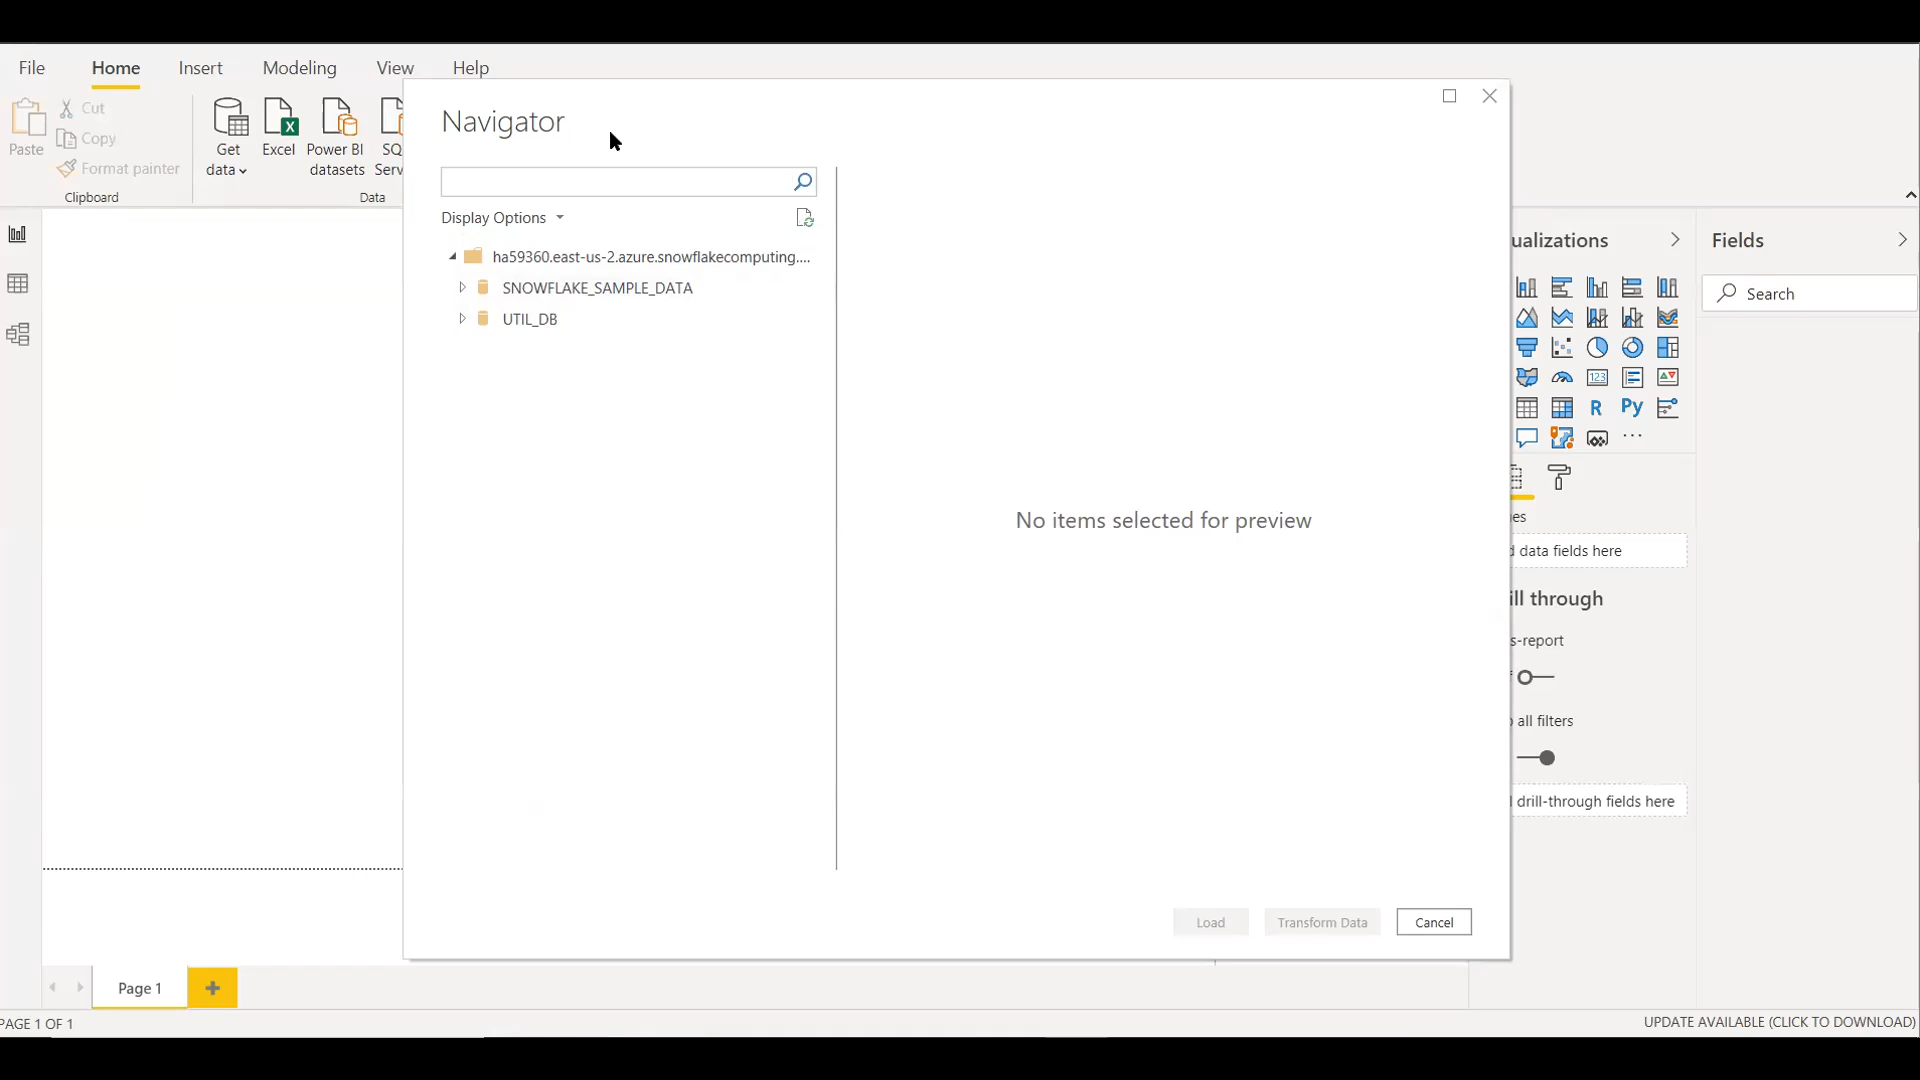 File Home Insert Modeling View Help
Navigator
Paste
Cut
Copy
Format painter
Clipboard
Get
data
Excel
Power BI
datasets
SQ
Serv
Data
Display Options
ha59360.east-us-2.azure.snowflakecomputing....
SNOWFLAKE_SAMPLE_DATA
UTIL_DB
No items selected for preview
Load
Transform Data
Cancel
ualizations
123
R
Py
data fields here
ill through
s-report
all filters
drill-through fields here
Fields
Search
Page 1
PAGE 1 OF 1
UPDATE AVAILABLE (CLICK TO DOWNLOAD)